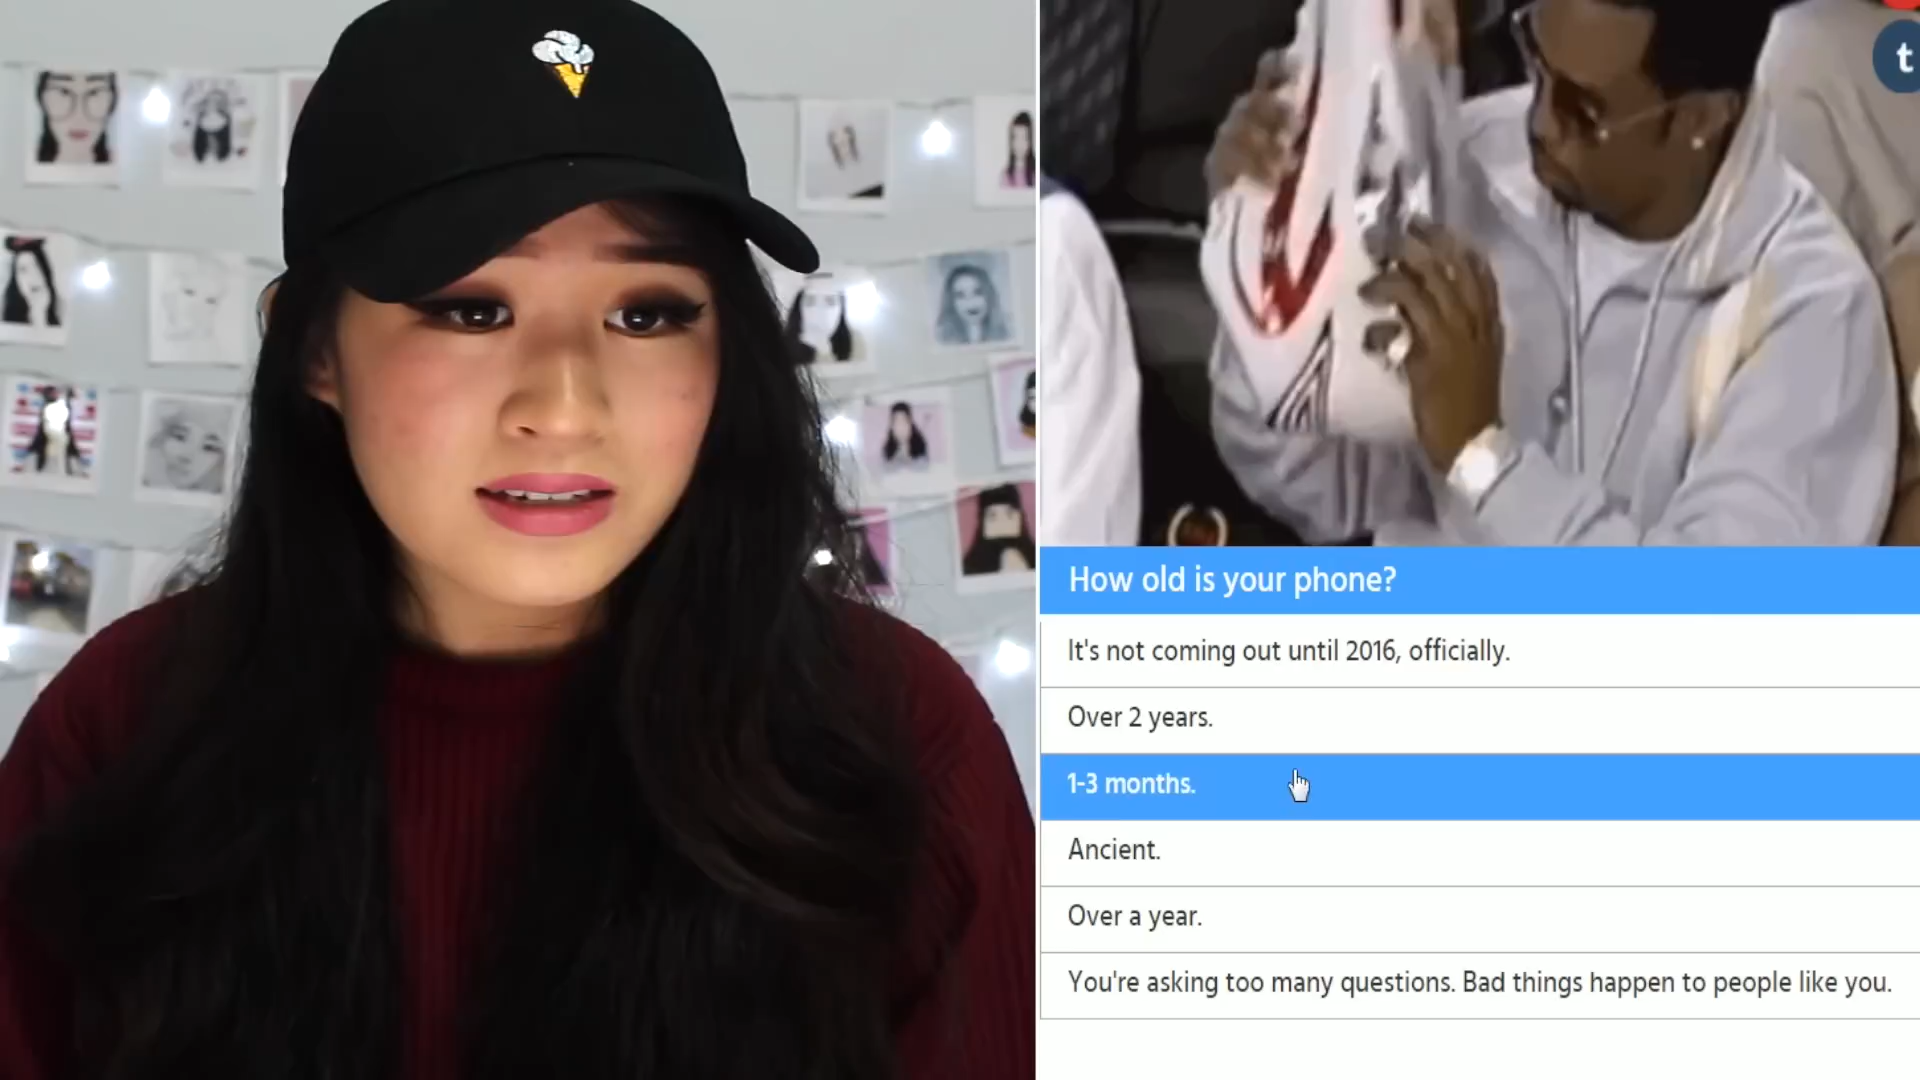 t
How old is your phone?
It's not coming out until 2016, officially.
Over 2 years.
1-3 months.
Ancient.
Over a year.
You're asking too many questions. Bad things happen to people like you.